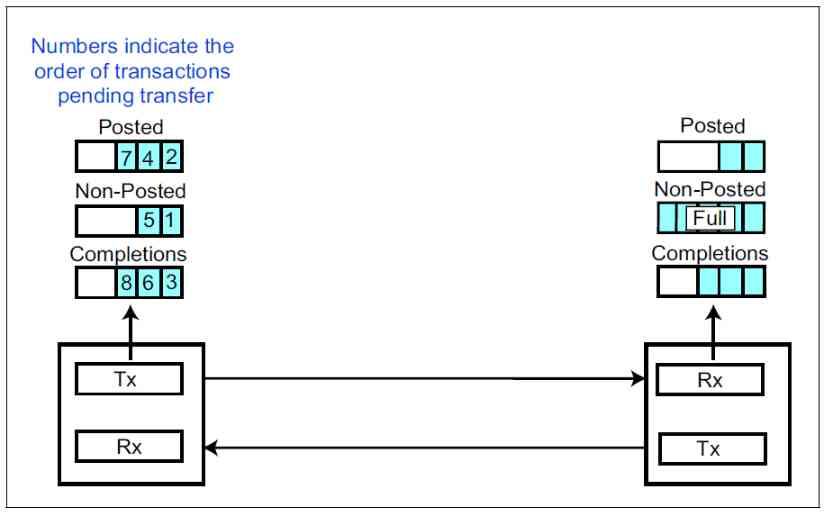 Numbers indicate the
order of transactions
pending transfer
Posted
7 4 2
Non-Posted
5 1
Completions
8 6 3
Tx
Rx
Posted
Non-Posted
Full
Completions
Rx
Tx